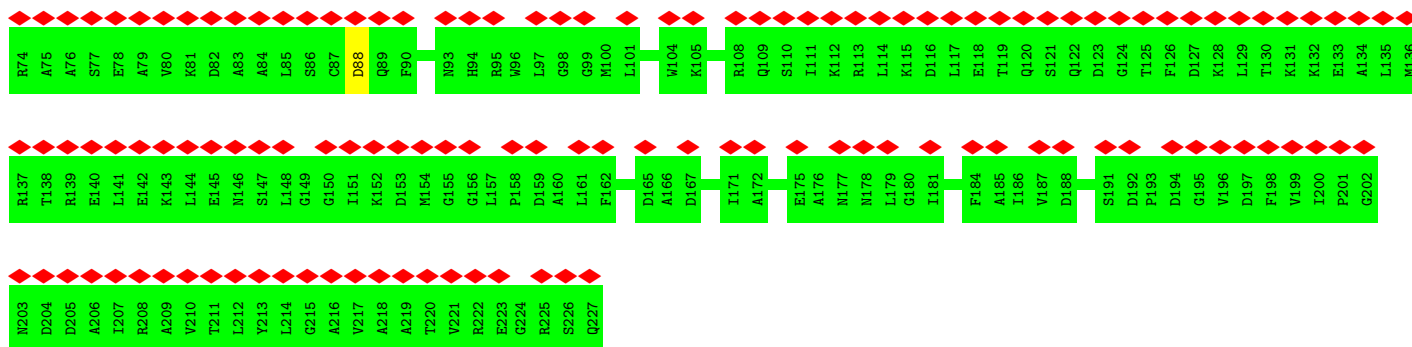 R74 A75 A76 S77 E78 A79 V80 K81 D82 A83 A84 L85 S86 C87 D88 Q89 F90 N93 H94 R95 W96 L97 G98 G99 M100 L101 W104 K105 R108 Q109 S110 I111 K112 R113 L114 K115 D116 L117 E118 T119 Q120 S121 Q122 D123 G124 T125 F126 D127 K128 L129 T130 K131 K132 E133 A134 L135 M136
R137 T138 R139 E140 L141 E142 K143 L144 E145 N146 S147 L148 G149 G150 I151 K152 D153 M154 G155 G156 L157 P158 D159 A160 L161 F162 D165 A166 D167 I171 A172 E175 A176 N177 N178 L179 G180 I181 F184 A185 I186 V187 D188 S191 D192 P193 D194 G195 V196 D197 F198 V199 I200 P201 G202
N203 D204 D205 A206 I207 R208 A209 V210 T211 L212 Y213 L214 G215 A216 V217 A218 A219 T220 V221 R222 E223 G224 R225 S226 Q227